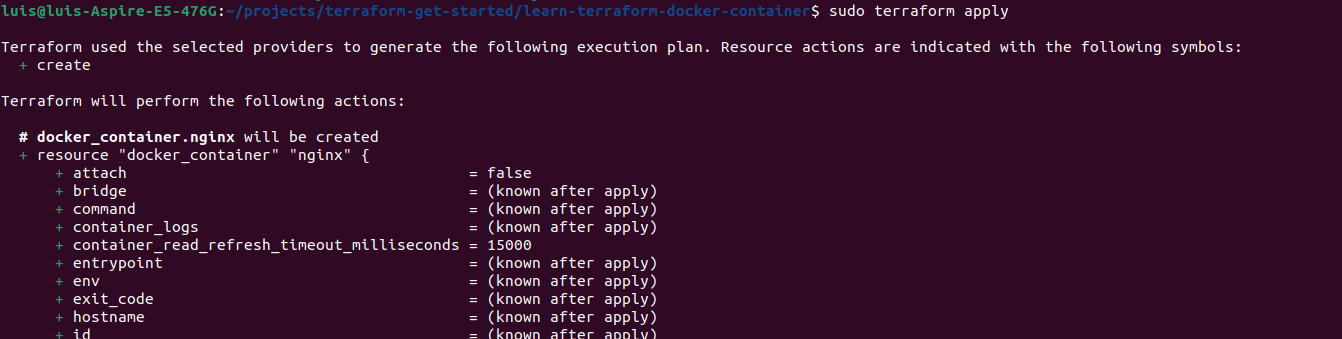 luis@luis-Aspire-E5-476G:~/projects/terraform-get-started/learn-terraform-docker-container$ sudo terraform apply
Terraform used the selected providers to generate the following execution plan. Resource actions are indicated with the following symbols:
+ create
Terraform will perform the following actions:
# docker_container.nginx will be created
+ resource "docker_container" "nginx" {
+ attach = false
+ bridge = (known after apply)
+ command = (known after apply)
+ container_logs = (known after apply)
+ container_read_refresh_timeout_milliseconds = 15000
+ entrypoint = (known after apply)
+ env = (known after apply)
+ exit_code = (known after apply)
+ hostname = (known after apply)
+ id = (known after apply)